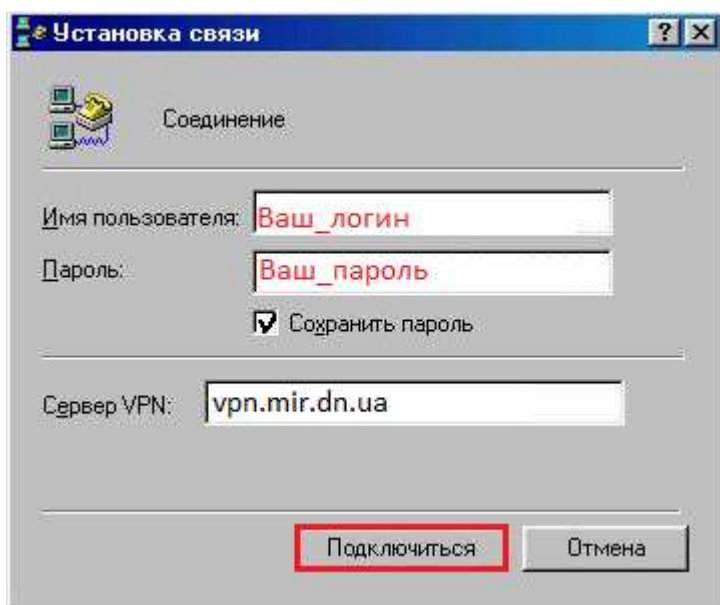 Установка связи
Соединение
Имя пользователя: Ваш_логин
Пароль: Ваш_пароль
Сохранить пароль
Сервер VPN: vpn.mir.dn.ua
Подключиться Отмена